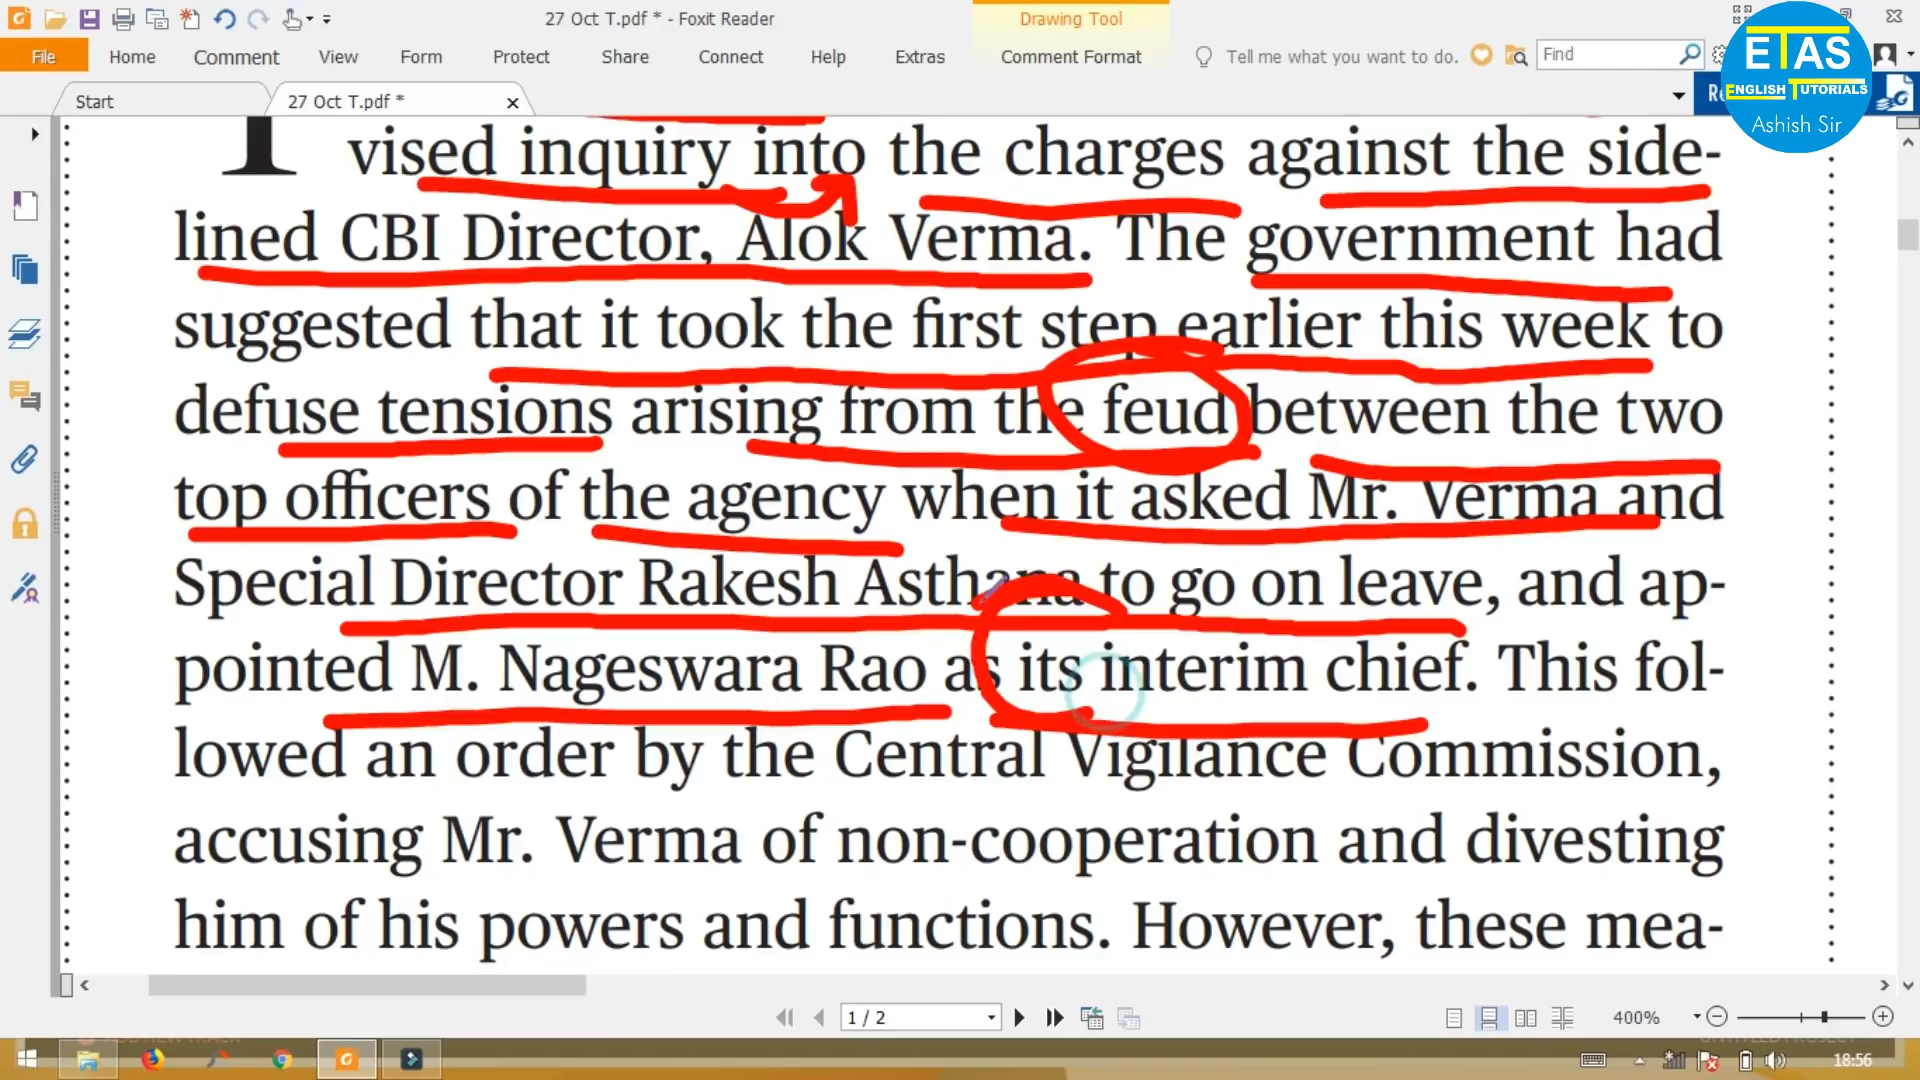 27 Oct T.pdf * - Foxit Reader
Drawing Tool
File Home Comment View Form Protect Share Connect Help Extras Comment Format Tell me what you want to do. Find
ETAS
ENGLISH TUTORIALS
Ashish Sir
Start 27 Oct T.pdf *
vised inquiry into the charges against the side-
lined CBI Director, Alok Verma. The government had
suggested that it took the first step earlier this week to
defuse tensions arising from the feud between the two
top officers of the agency when it asked Mr. Verma and
Special Director Rakesh Asthana to go on leave, and ap-
pointed M. Nageswara Rao as its interim chief. This fol-
lowed an order by the Central Vigilance Commission,
accusing Mr. Verma of non-cooperation and divesting
him of his powers and functions. However, these mea-
1 / 2
400%
18:56